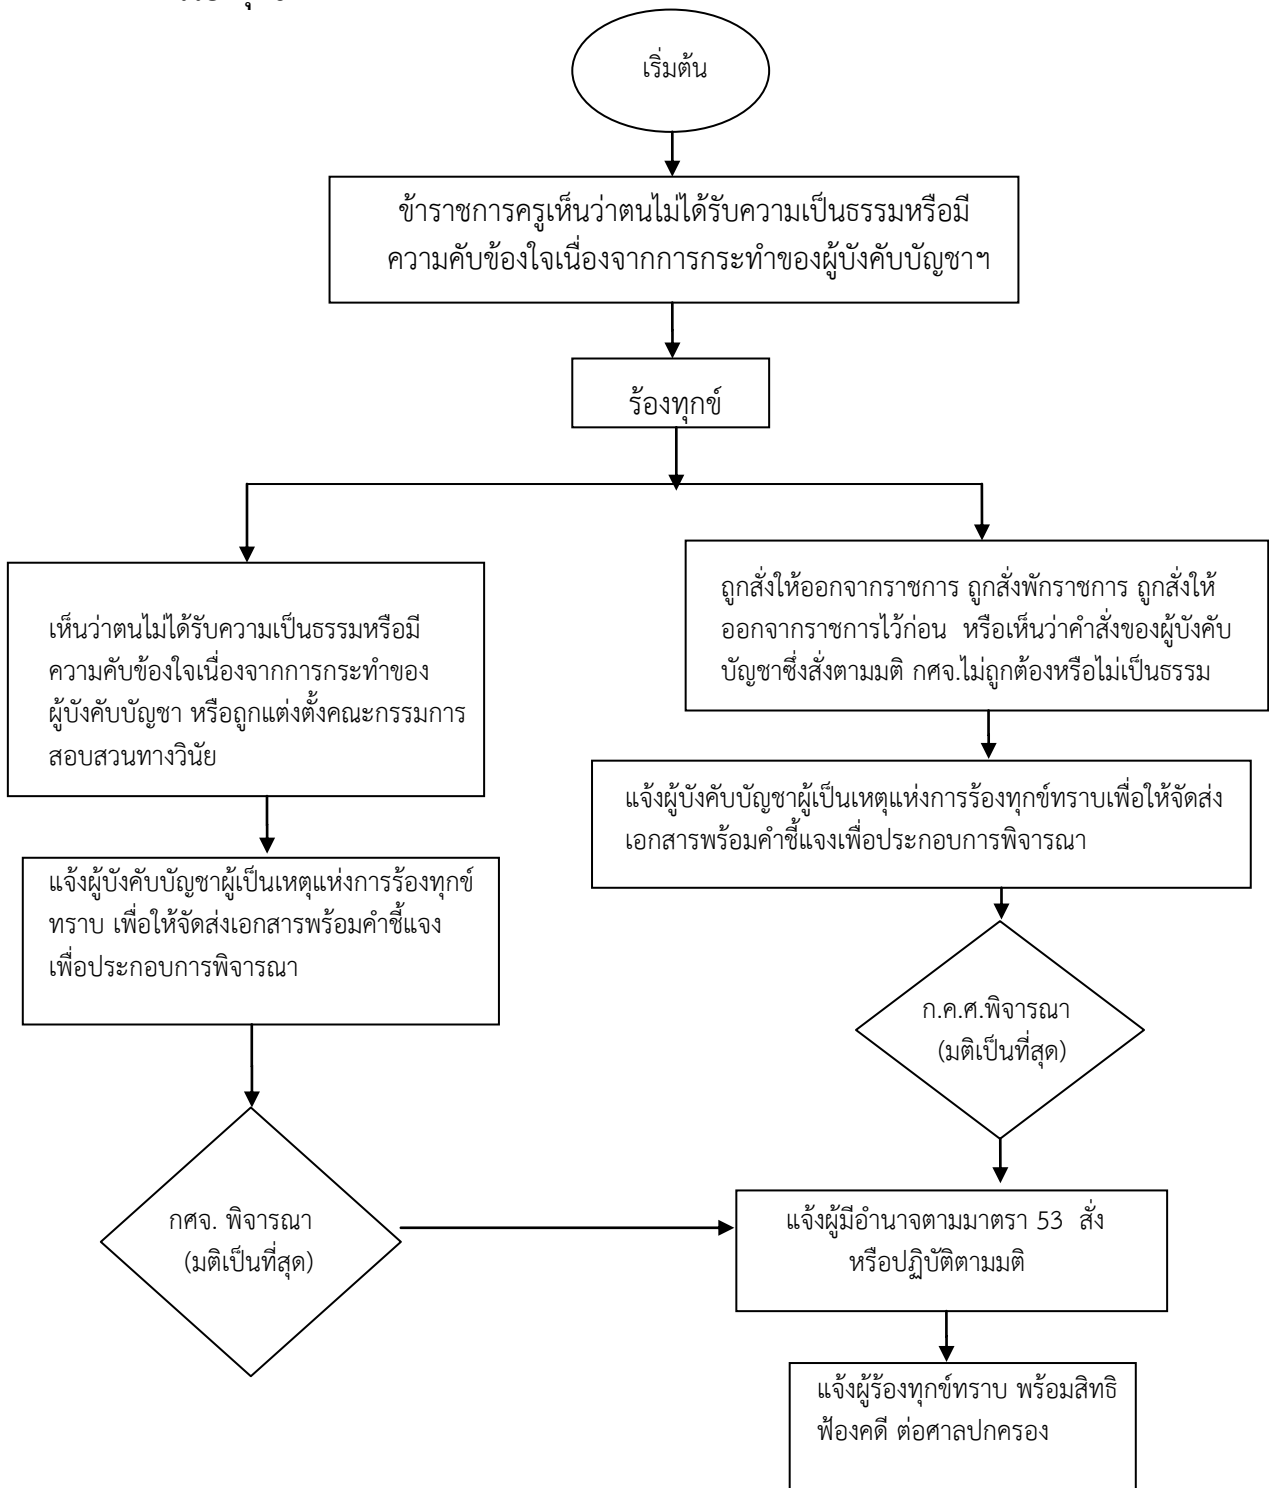 เริ่มต้น
ข้าราชการครูเห็นว่าตนไม่ได้รับความเป็นธรรมหรือมี
ความคับข้องใจเนื่องจากการกระทำของผู้บังคับบัญชาฯ
ร้องทุกข์
เห็นว่าตนไม่ได้รับความเป็นธรรมหรือมี
ความคับข้องใจเนื่องจากการกระทำของ
ผู้บังคับบัญชา หรือถูกแต่งตั้งคณะกรรมการ
สอบสวนทางวินัย
ถูกสั่งให้ออกจากราชการ ถูกสั่งพักราชการ ถูกสั่งให้
ออกจากราชการไว้ก่อน หรือเห็นว่าคำสั่งของผู้บังคับ
บัญชาซึ่งสั่งตามมติ กศจ.ไม่ถูกต้องหรือไม่เป็นธรรม
แจ้งผู้บังคับบัญชาผู้เป็นเหตุแห่งการร้องทุกข์ทราบเพื่อให้จัดส่ง
เอกสารพร้อมคำชี้แจงเพื่อประกอบการพิจารณา
แจ้งผู้บังคับบัญชาผู้เป็นเหตุแห่งการร้องทุกข์
ทราบ เพื่อให้จัดส่งเอกสารพร้อมคำชี้แจง
เพื่อประกอบการพิจารณา
ก.ค.ศ.พิจารณา
(มติเป็นที่สุด)
กศจ. พิจารณา
(มติเป็นที่สุด)
แจ้งผู้มีอำนาจตามมาตรา 53 สั่ง
หรือปฏิบัติตามมติ
แจ้งผู้ร้องทุกข์ทราบ พร้อมสิทธิ
ฟ้องคดี ต่อศาลปกครอง